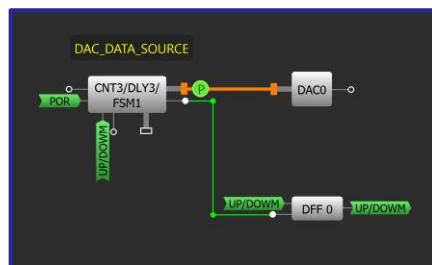 DAC_DATA_SOURCE
CNT3/DLY3/
FSM1
P
DAC0
POR
UP/DOWM
UP/DOWM
DFF 0
UP/DOWM